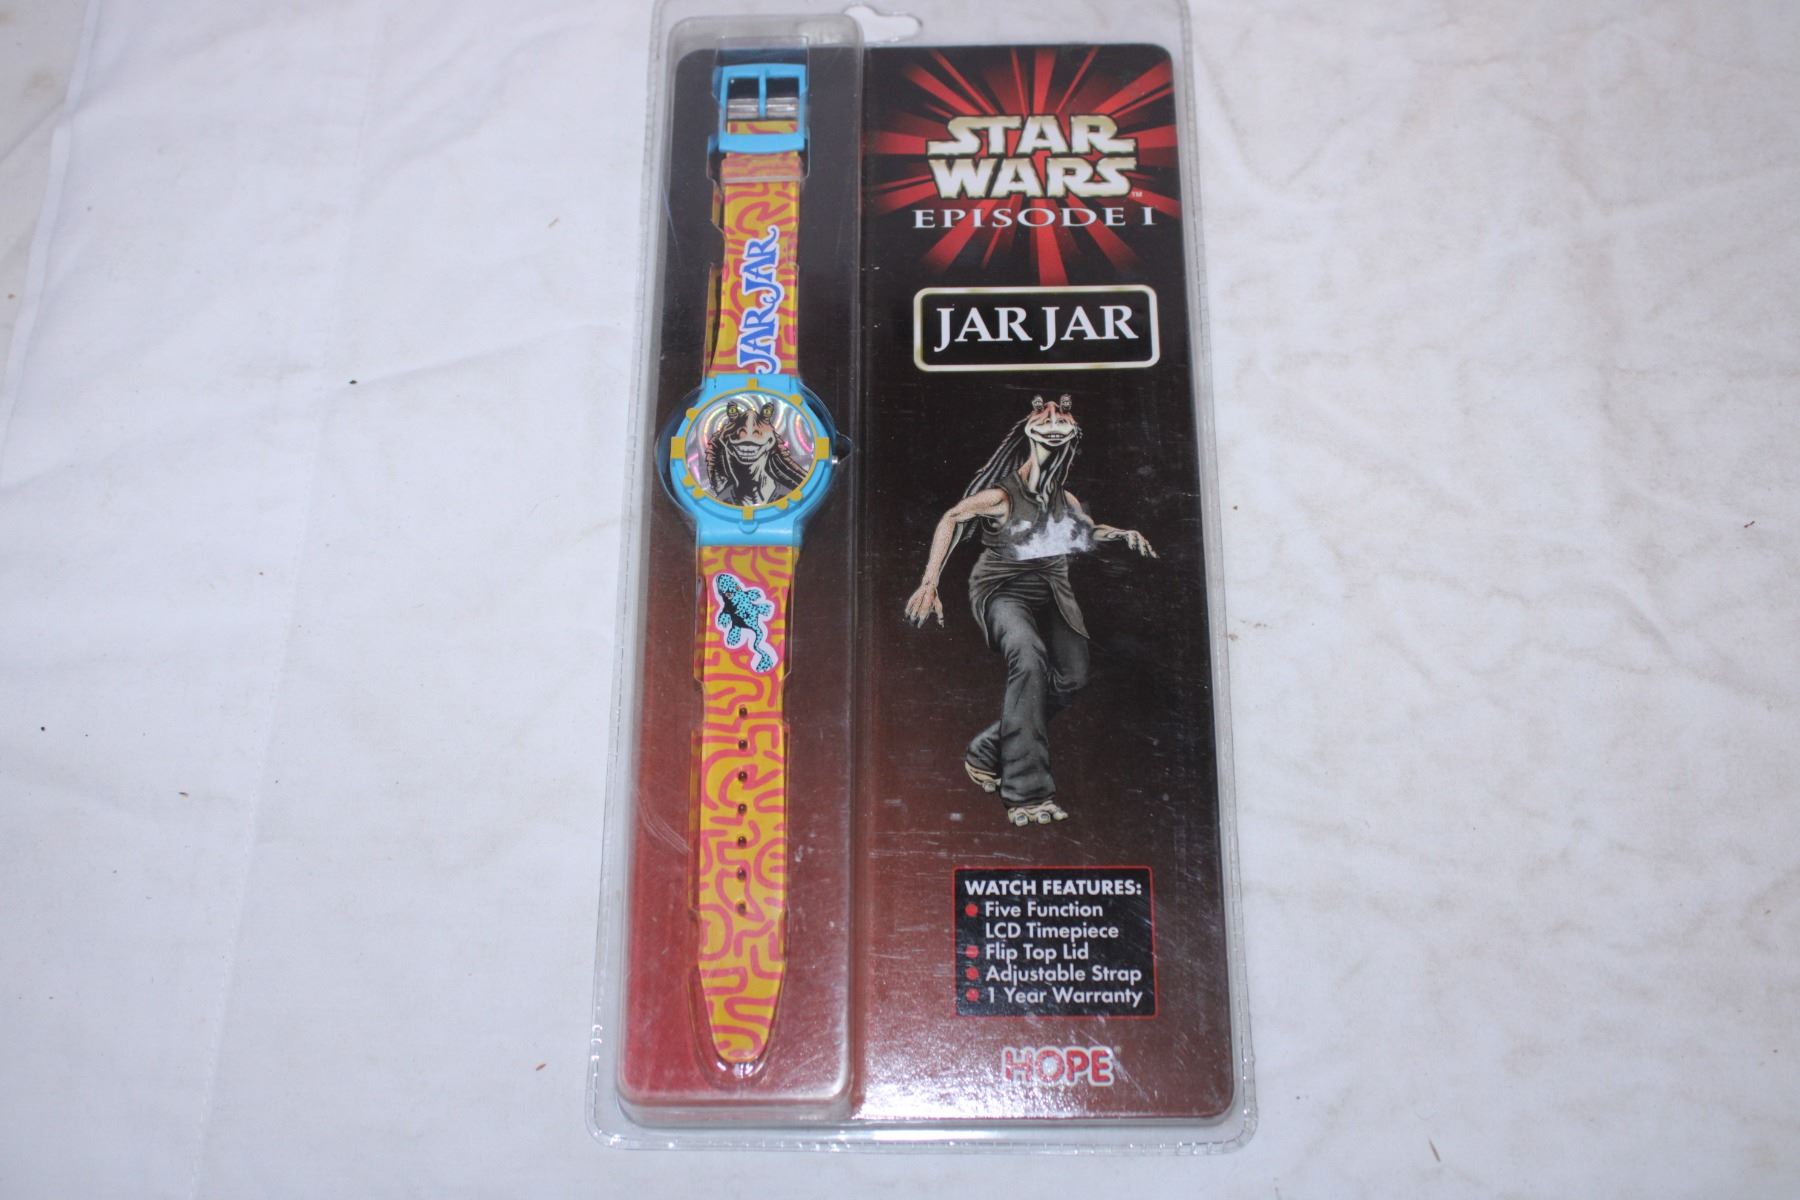 JAR JAR
STAR
WARS
™
EPISODE I
JAR JAR
WATCH FEATURES:
Five Function
LCD Timepiece
Flip Top Lid
Adjustable Strap
1 Year Warranty
HOPE